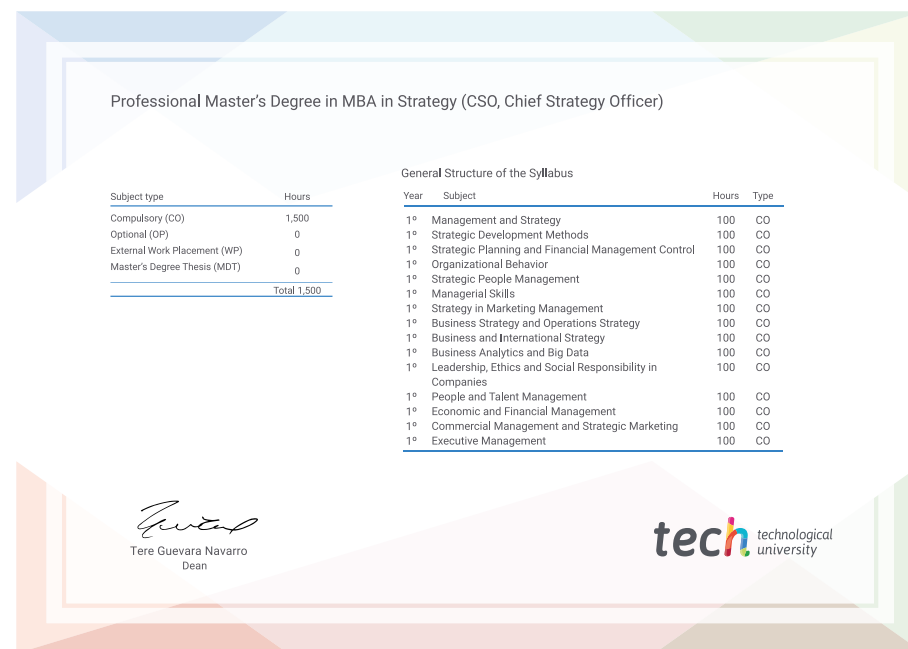 Professional Master's Degree in MBA in Strategy (CSO, Chief Strategy Officer)
Subject type Hours
Compulsory (CO) 1,500
Optional (OP) 0
External Work Placement (WP) 0
Master's Degree Thesis (MDT) 0
Total 1,500
General Structure of the Syllabus
Year Subject Hours Type
1º Management and Strategy 100 CO
1º Strategic Development Methods 100 CO
1º Strategic Planning and Financial Management Control 100 CO
1º Organizational Behavior 100 CO
1º Strategic People Management 100 CO
1º Managerial Skills 100 CO
1º Strategy in Marketing Management 100 CO
1º Business Strategy and Operations Strategy 100 CO
1º Business and International Strategy 100 CO
1º Business Analytics and Big Data 100 CO
1º Leadership, Ethics and Social Responsibility in 100 CO
Companies
1º People and Talent Management 100 CO
1º Economic and Financial Management 100 CO
1º Commercial Management and Strategic Marketing 100 CO
1º Executive Management 100 CO
Tere Guevara Navarro
Dean
tech technological
university